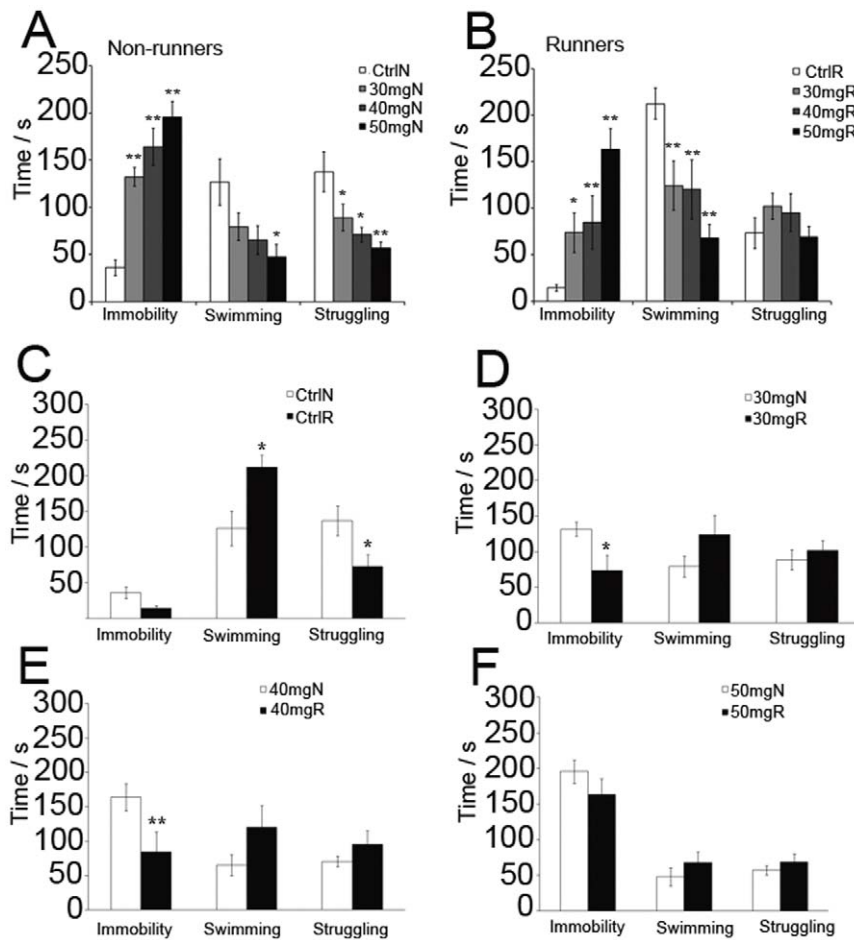 A
Non-runners
CtrlN
30mgN
40mgN
50mgN
Time / s
250
200
150
100
50
0
** ** **
*
* * **
Immobility Swimming Struggling
B
Runners
CtrlR
30mgR
40mgR
50mgR
Time / s
250
200
150
100
50
0
* ** **
** ** **
Immobility Swimming Struggling
C
CtrlN
CtrlR
Time / s
300
250
200
150
100
50
*
*
Immobility Swimming Struggling
D
30mgN
30mgR
Time / s
300
250
200
150
100
50
0
*
Immobility Swimming Struggling
E
40mgN
40mgR
Time / s
300
250
200
150
100
50
0
**
Immobility Swimming Struggling
F
50mgN
50mgR
Time / s
300
250
200
150
100
50
0
Immobility Swimming Struggling